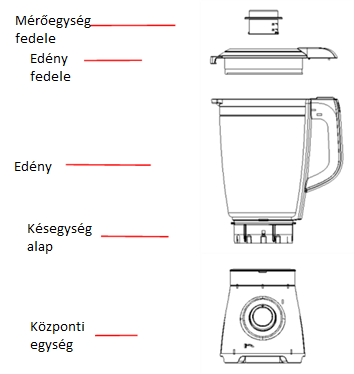 Mérőegység
fedele
Edény
fedele
Edény
Késegység
alap
Központi
egység